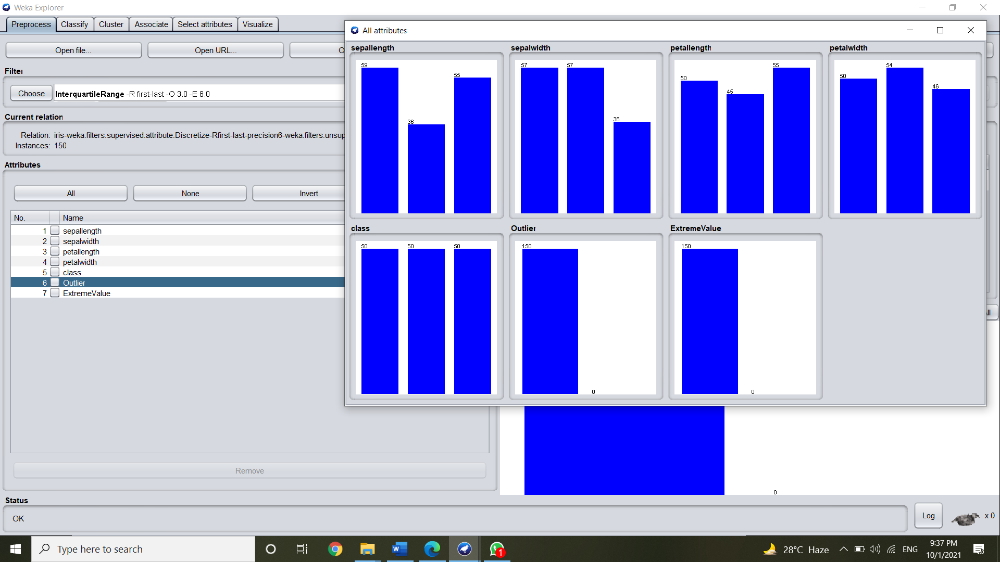 Weka Explorer
Preprocess Classify Cluster Associate Select attributes Visualize
Open file... Open URL... O
Filter
Choose InterquartileRange -R first-last -O 3.0 -E 6.0
Current relation
Relation: iris-weka.filters.supervised.attribute.Discretize-Rfirst-last-precision6-weka.filters.unsup
Instances: 150
Attributes
All None Invert
No. Name
1 sepallength
2 sepalwidth
3 petallength
4 petalwidth
5 class
6 Outlier
7 ExtremeValue
Remove
All attributes
sepallength sepalwidth petallength petalwidth
59 36 55
57 57 36
50 45 55
50 54 46
class Outlier ExtremeValue
50 50 50
150 0
150 0
0
Status
OK
Log x 0
Type here to search
1
28°C Haze
ENG
9:37 PM
10/1/2021